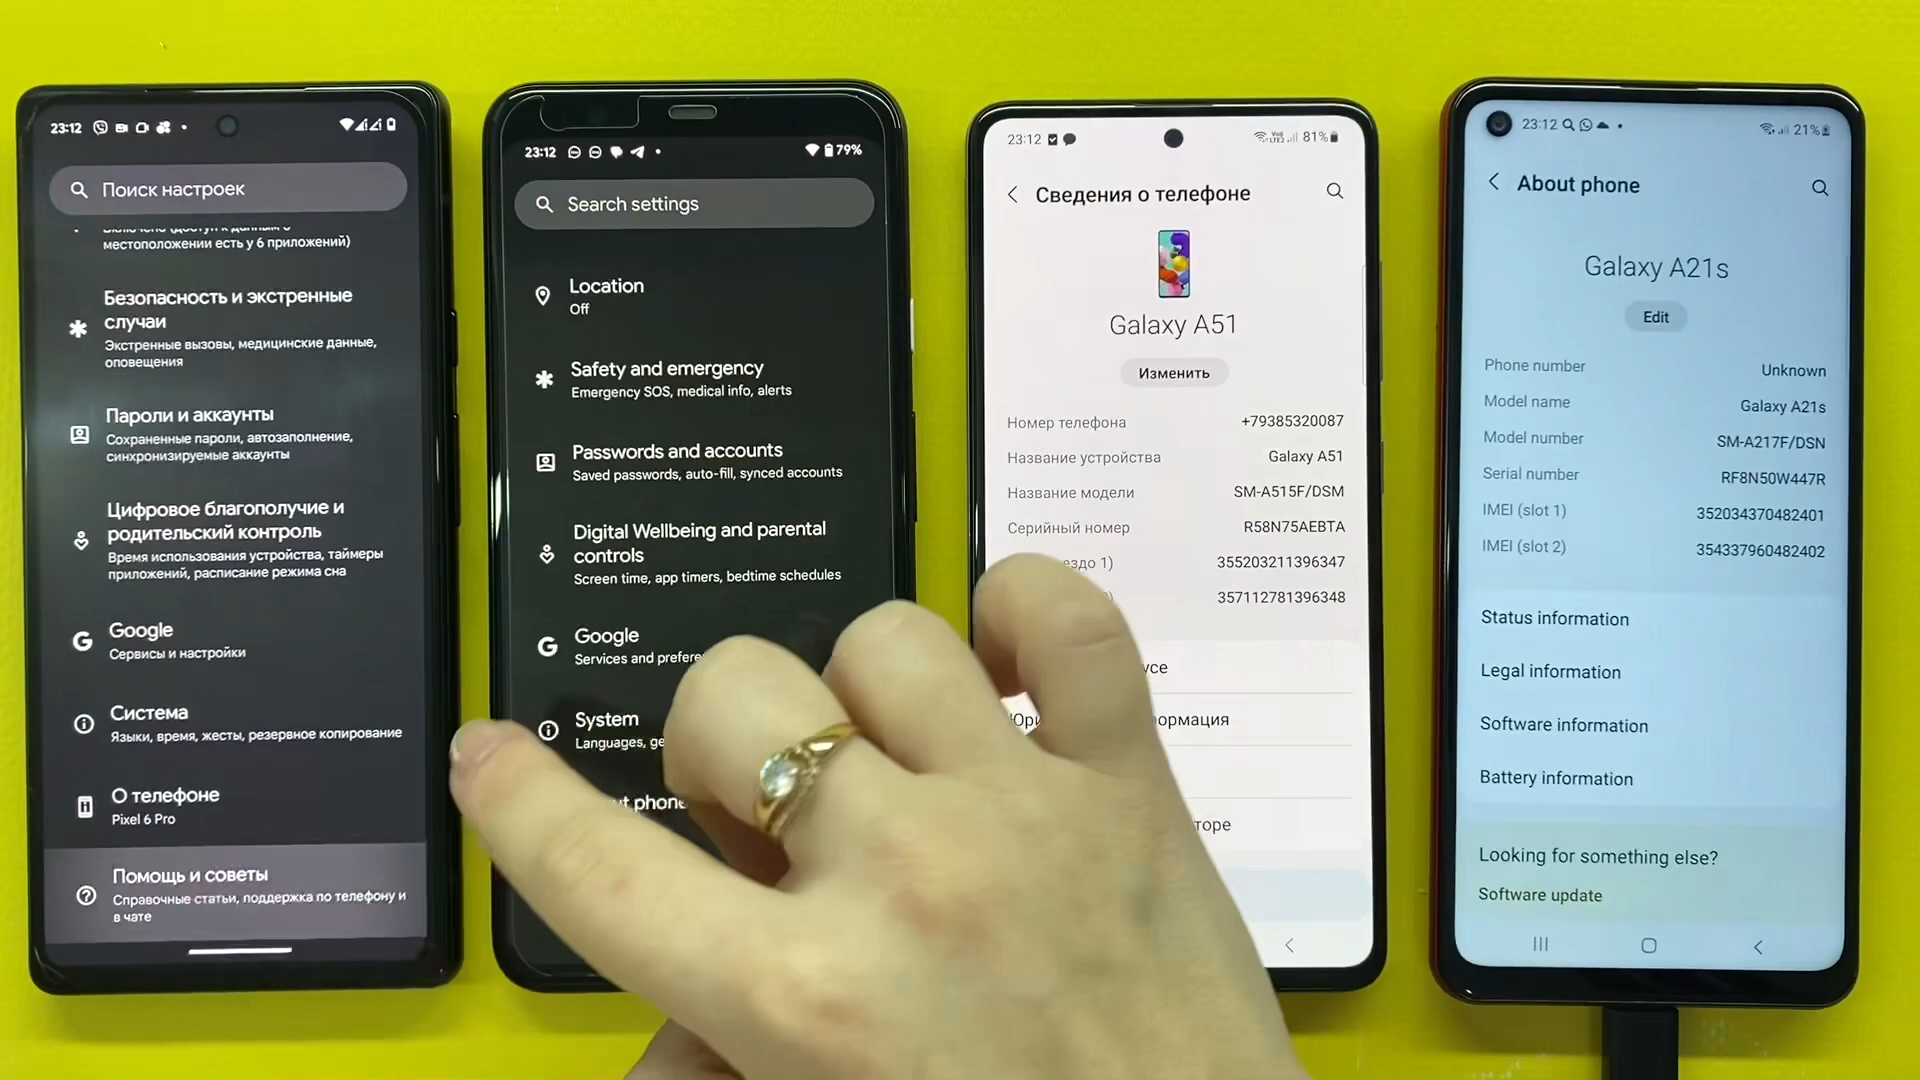 23:12
Поиск настроек
местоположении есть у 6 приложений)
Безопасность и экстренные
случаи
Экстренные вызовы, медицинские данные,
оповещения
Пароли и аккаунты
Сохраненные пароли, автозаполнение,
синхронизируемые аккаунты
Цифровое благополучие и
родительский контроль
Время использования устройства, таймеры
приложений, расписание режима сна
Google
Сервисы и настройки
Система
Языки, время, жесты, резервное копирование
О телефоне
Pixel 6 Pro
Помощь и советы
Справочные статьи, поддержка по телефону и
в чате
23:12
79%
Search settings
Location
Off
Safety and emergency
Emergency SOS, medical info, alerts
Passwords and accounts
Saved passwords, auto-fill, synced accounts
Digital Wellbeing and parental
controls
Screen time, app timers, bedtime schedules
Google
Services and
System
Languages,
phone
23:12
81%
Сведения о телефоне
Galaxy A51
Изменить
Номер телефона +79385320087
Название устройства Galaxy A51
Название модели SM-A515F/DSM
Серийный номер R58N75AEBTA
1) 355203211396347
357112781396348
23:12
21%
About phone
Galaxy A21s
Edit
Phone number Unknown
Model name Galaxy A21s
Model number SM-A217F/DSN
Serial number RF8N50W447R
IMEI (slot 1) 352034370482401
IMEI (slot 2) 354337960482402
Status information
Legal information
Software information
Battery information
Looking for something else?
Software update